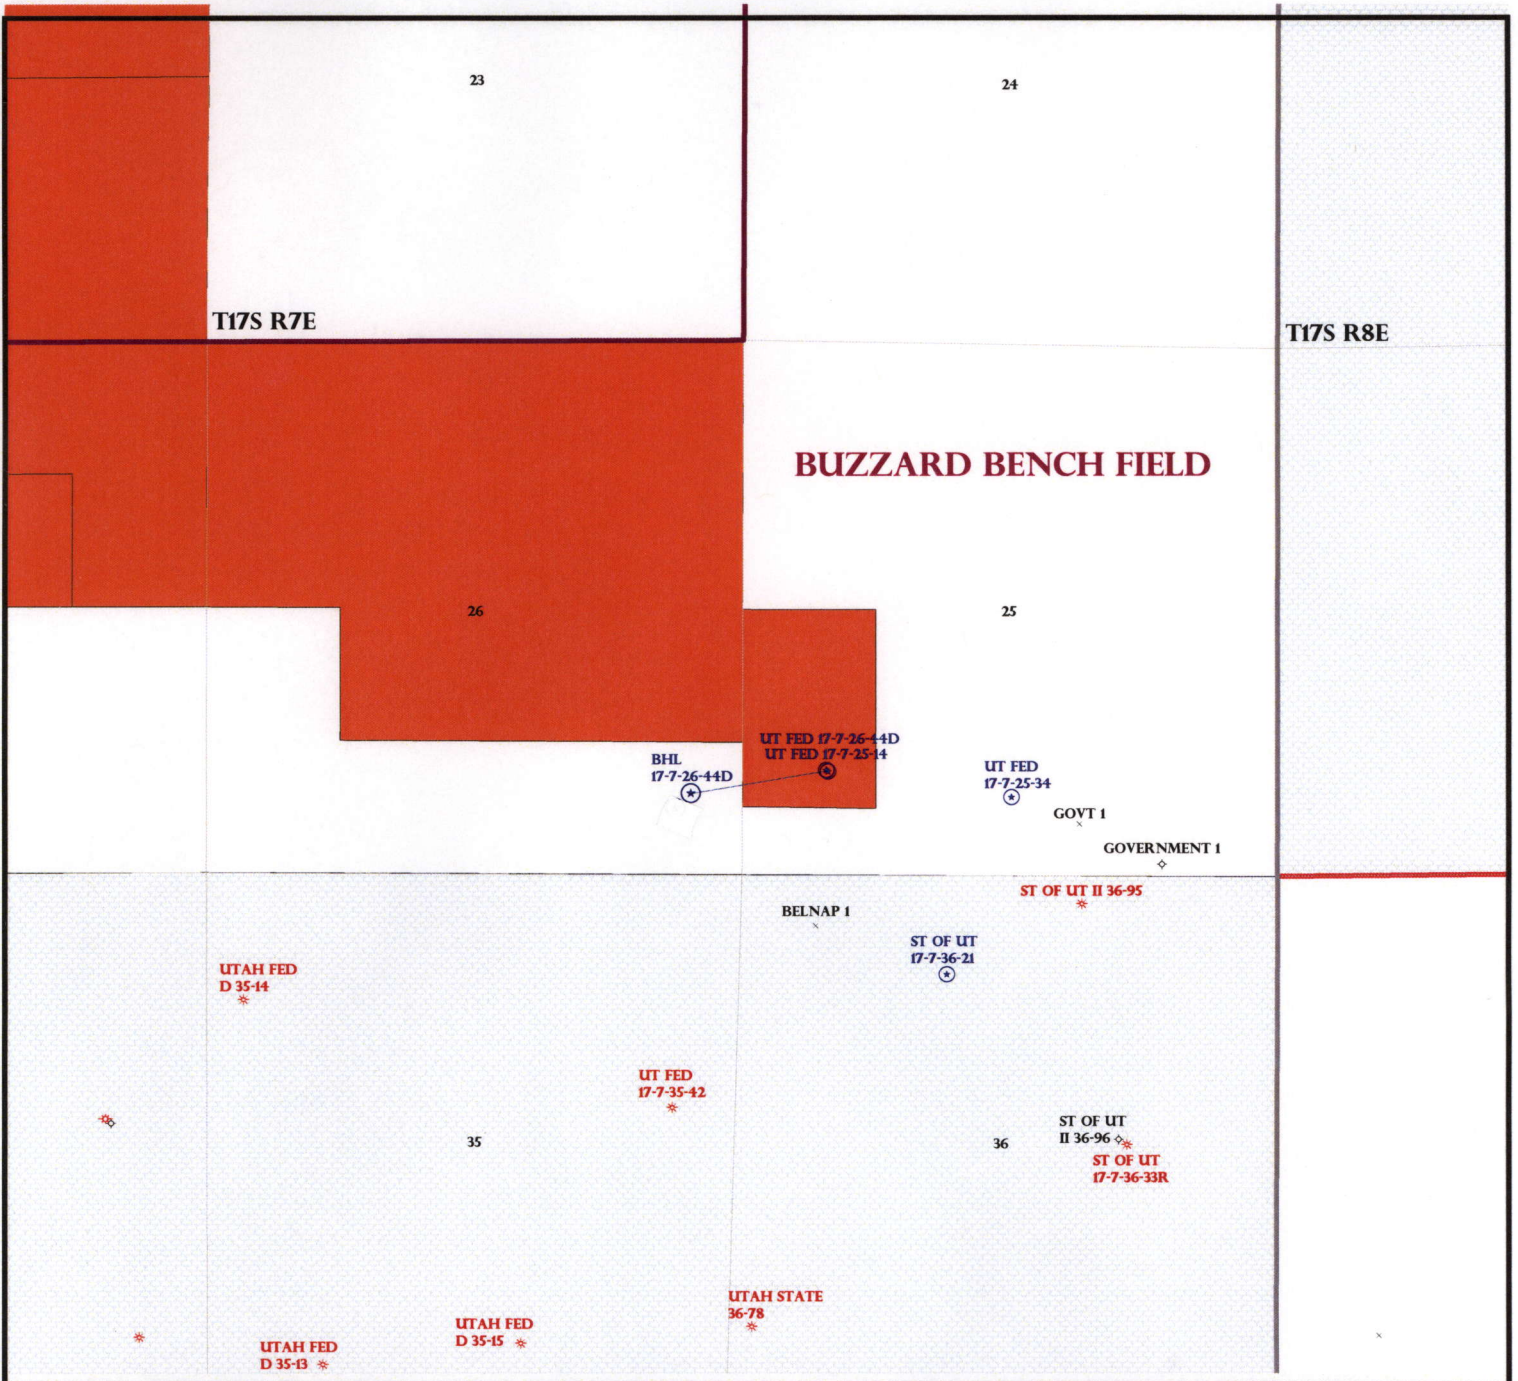 23
24
T17S R7E
T17S R8E
BUZZARD BENCH FIELD
26
25
UT FED 17-7-26-44D
UT FED 17-7-25-14
BHL
17-7-26-44D
UT FED
17-7-25-34
GOVT 1
GOVERNMENT 1
ST OF UT II 36-95
BELNAP 1
ST OF UT
17-7-36-21
UTAH FED
D 35-14
UT FED
17-7-35-42
35
36
ST OF UT
II 36-96
ST OF UT
17-7-36-33R
UTAH STATE
36-78
UTAH FED
D 35-15
UTAH FED
D 35-13